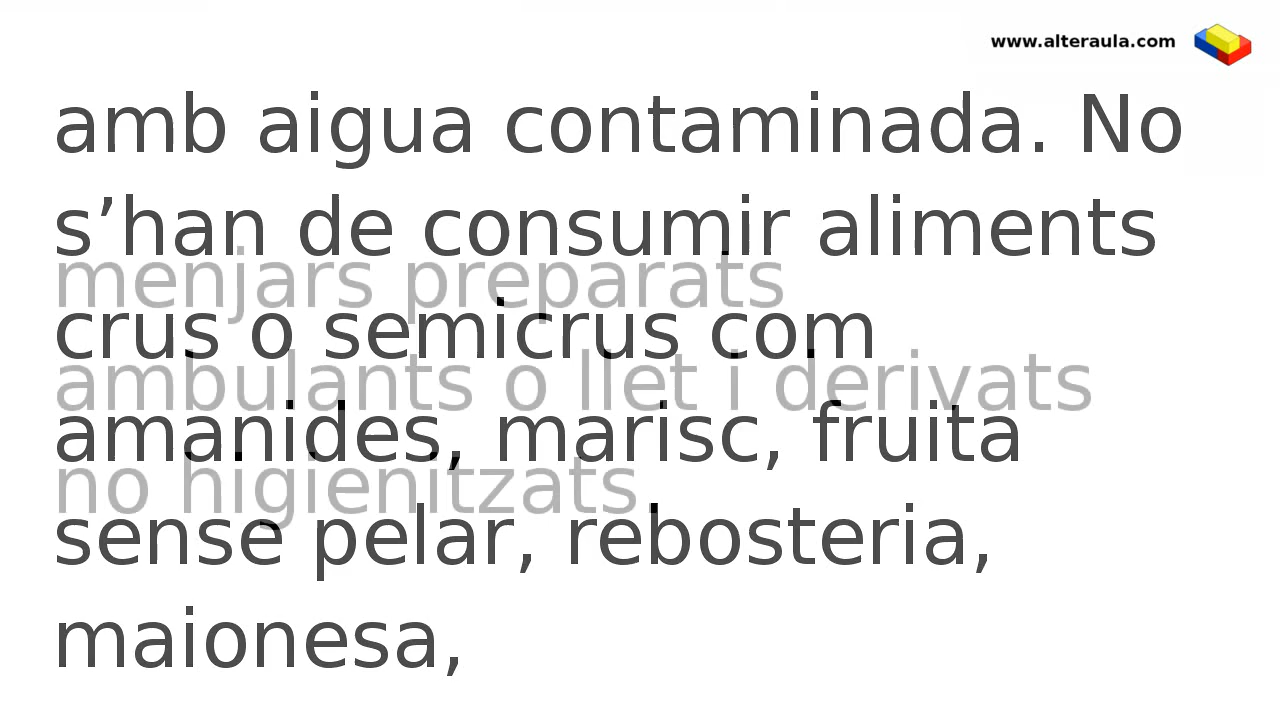 www.alteraula.com
amb aigua contaminada. No
s’han de consumir aliments
menjars preparats
crus o semicrus com
ambulants o llet i derivats
amanides, marisc, fruita
no higienitzats.
sense pelar, rebosteria,
maionesa,